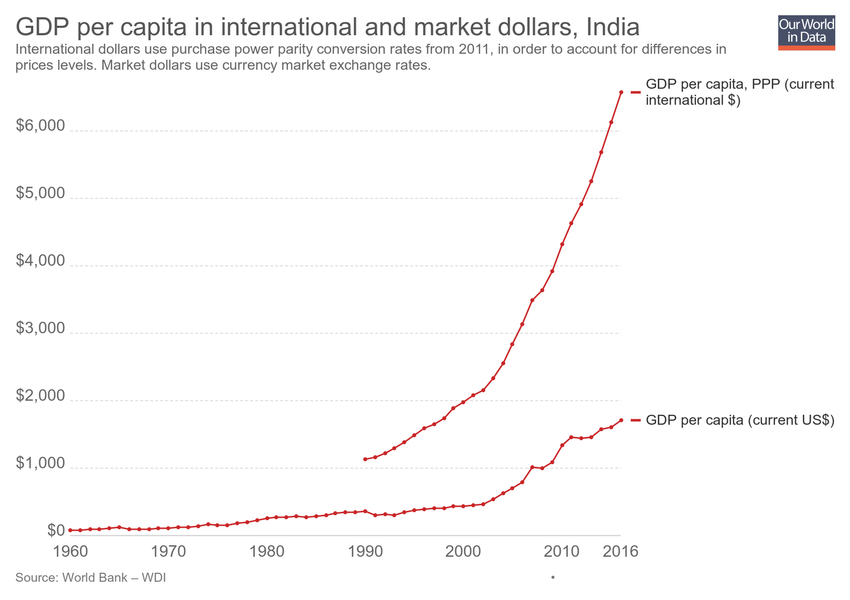 GDP per capita in international and market dollars, India
Our World
in Data
International dollars use purchase power parity conversion rates from 2011, in order to account for differences in
prices levels. Market dollars use currency market exchange rates.
GDP per capita, PPP (current
international $)
$6,000
$5,000
$4,000
$3,000
$2,000
GDP per capita (current US$)
$1,000
$0
1960 1970 1980 1990 2000 2010 2016
Source: World Bank – WDI